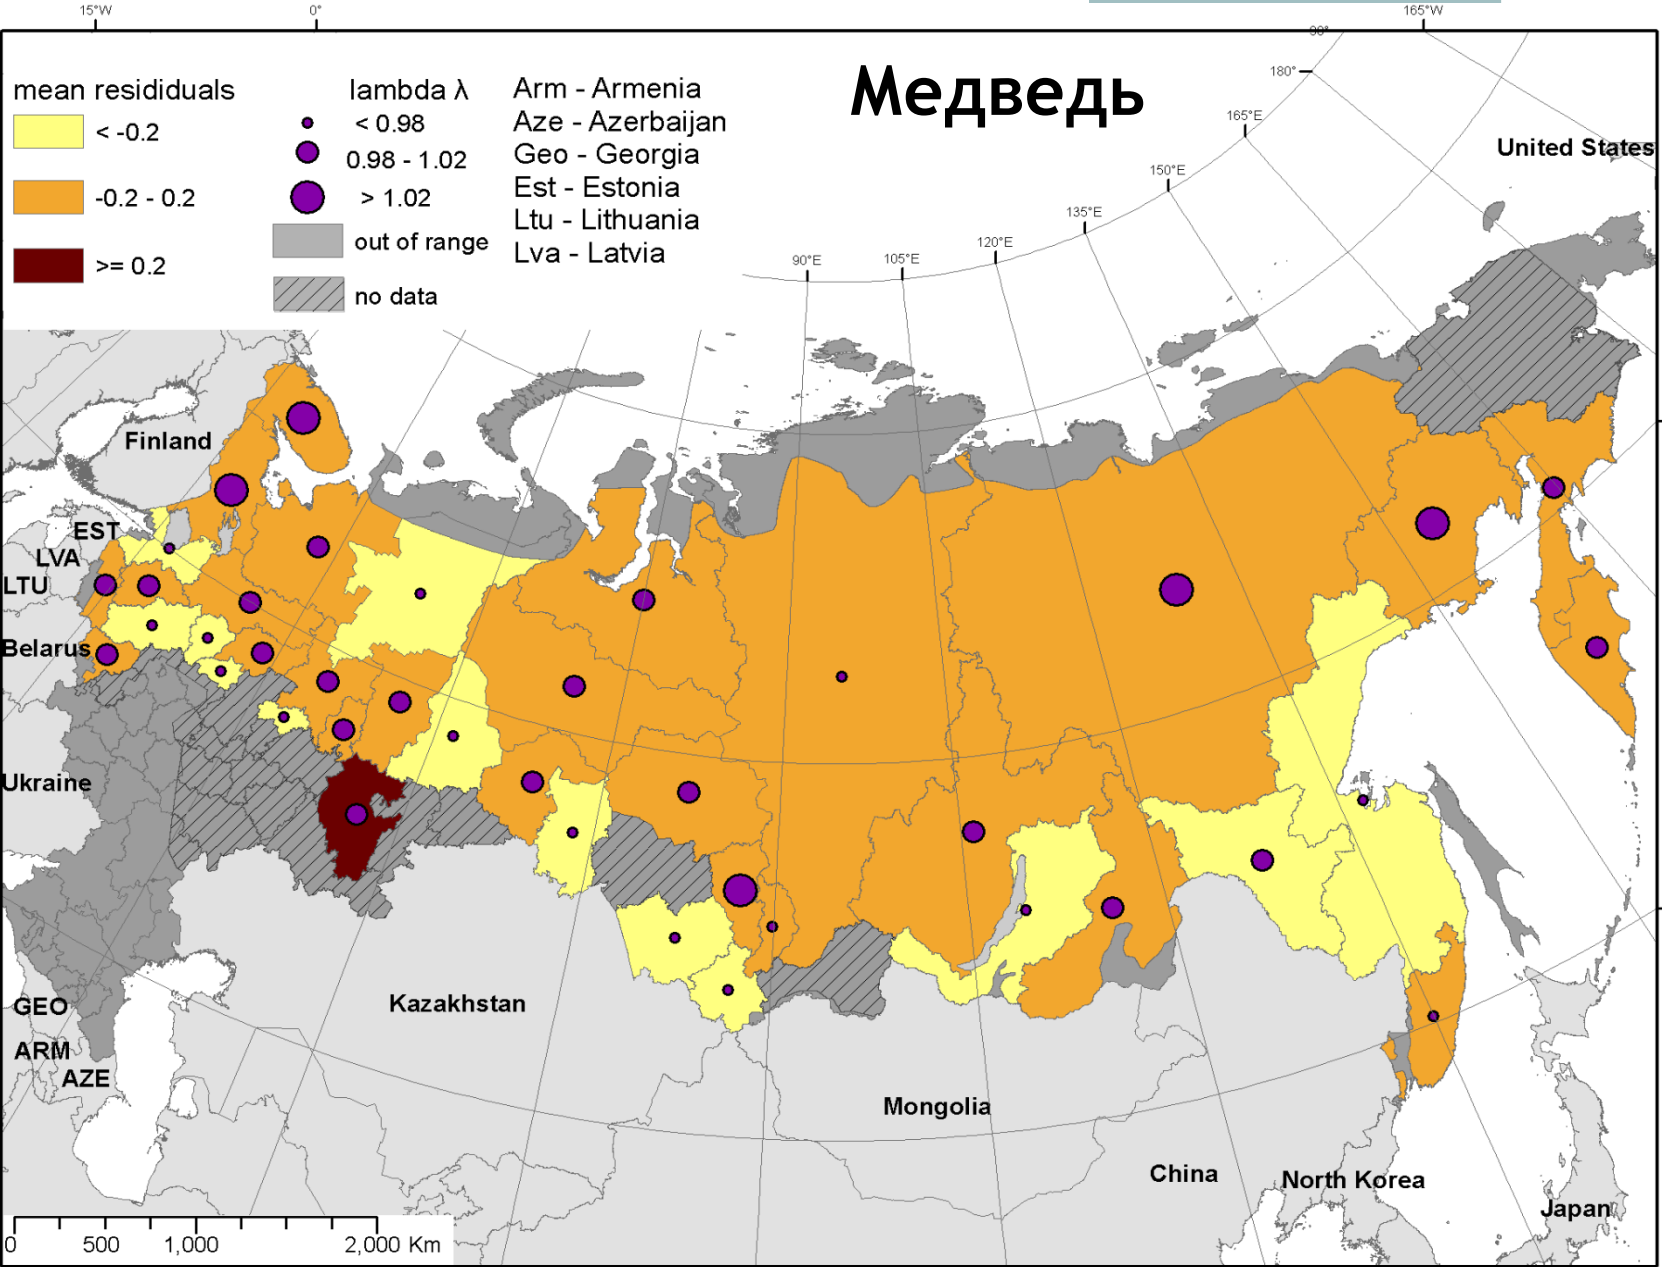 15°W 0° 165°W
90°
180°
165°E
150°E
135°E
120°E
105°E
90°E
Медведь
mean resididuals
< -0.2
-0.2 - 0.2
>= 0.2
lambda λ
< 0.98
0.98 - 1.02
> 1.02
out of range
no data
Arm - Armenia
Aze - Azerbaijan
Geo - Georgia
Est - Estonia
Ltu - Lithuania
Lva - Latvia
United States
Finland
EST
LVA
LTU
Belarus
Ukraine
GEO
ARM
AZE
Kazakhstan
Mongolia
China
North Korea
Japan
0 500 1,000 2,000 Km